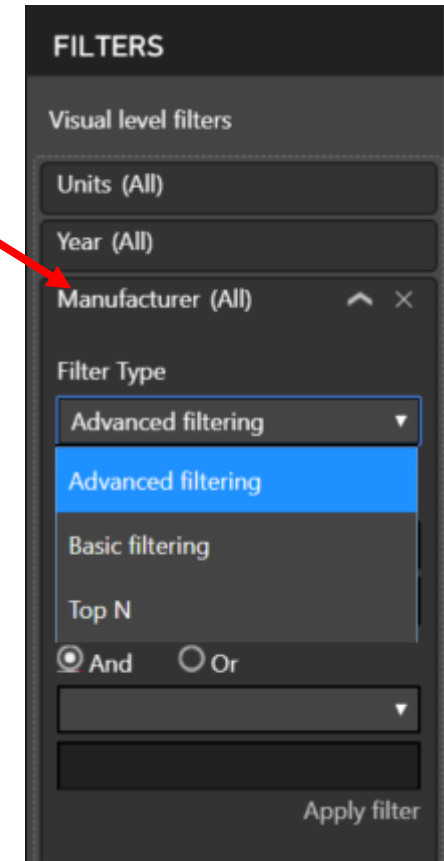 FILTERS
Visual level filters
Units (All)
Year (All)
Manufacturer (All)
Filter Type
Advanced filtering
Advanced filtering
Basic filtering
Top N
And Or
Apply filter